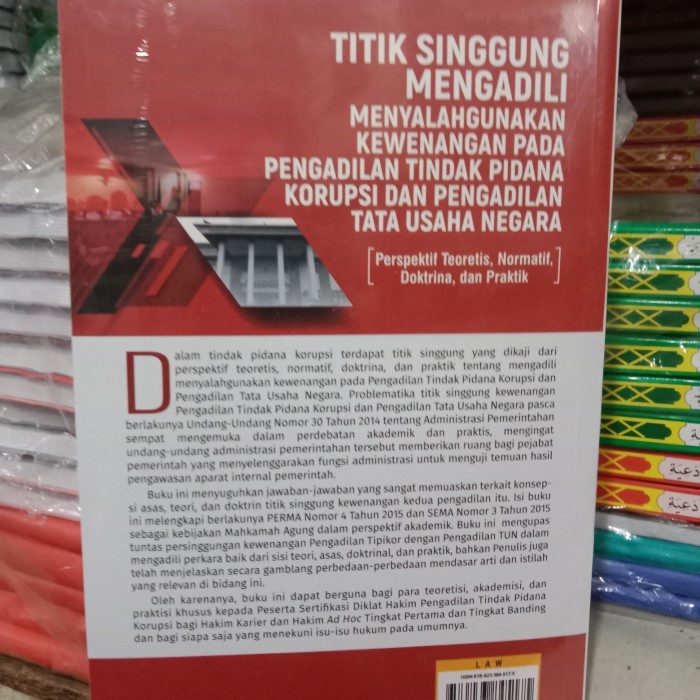 TITIK SINGGUNG
MENGADILI
MENYALAHGUNAKAN
KEWENANGAN PADA
PENGADILAN TINDAK PIDANA
KORUPSI DAN PENGADILAN
TATA USAHA NEGARA
[Perspektif Teoretis, Normatif,
Doktrina, dan Praktik]
Dalam tindak pidana korupsi terdapat titik singgung yang dikaji dari
perspektif teoretis, normatif, doktrina, dan praktik tentang mengadili
menyalahgunakan kewenangan pada Pengadilan Tindak Pidana Korupsi dan
Pengadilan Tata Usaha Negara. Problematika titik singgung kewenangan
Pengadilan Tindak Pidana Korupsi dan Pengadilan Tata Usaha Negara pasca
berlakunya Undang-Undang Nomor 30 Tahun 2014 tentang Administrasi Pemerintahan
sempat mengemuka dalam perdebatan akademik dan praktis, mengingat
undang-undang administrasi pemerintahan tersebut memberikan ruang bagi pejabat
pemerintah yang menyelenggarakan fungsi administrasi untuk menguji temuan hasil
pengawasan aparat internal pemerintah.
Buku ini menyuguhkan jawaban-jawaban yang sangat memuaskan terkait konsep-
si asas, teori, dan doktrin titik singgung kewenangan kedua pengadilan itu. Isi buku
ini melengkapi berlakunya PERMA Nomor 4 Tahun 2015 dan SEMA Nomor 3 Tahun 2015
sebagai kebijakan Mahkamah Agung dalam perspektif akademik. Buku ini mengupas
tuntas persinggungan kewenangan Pengadilan Tipikor dengan Pengadilan TUN dalam
mengadili perkara baik dari sisi teori, asas, doktrinal, dan praktik, bahkan Penulis juga
telah menjelaskan secara gamblang perbedaan-perbedaan mendasar arti dan istilah
yang relevan di bidang ini.
Oleh karenanya, buku ini dapat berguna bagi para teoretisi, akademisi, dan
praktisi khusus kepada Peserta Sertifikasi Diklat Hakim Pengadilan Tindak Pidana
Korupsi bagi Hakim Karier dan Hakim Ad Hoc Tingkat Pertama dan Tingkat Banding
dan bagi siapa saja yang menekuni isu-isu hukum pada umumnya.
LAW